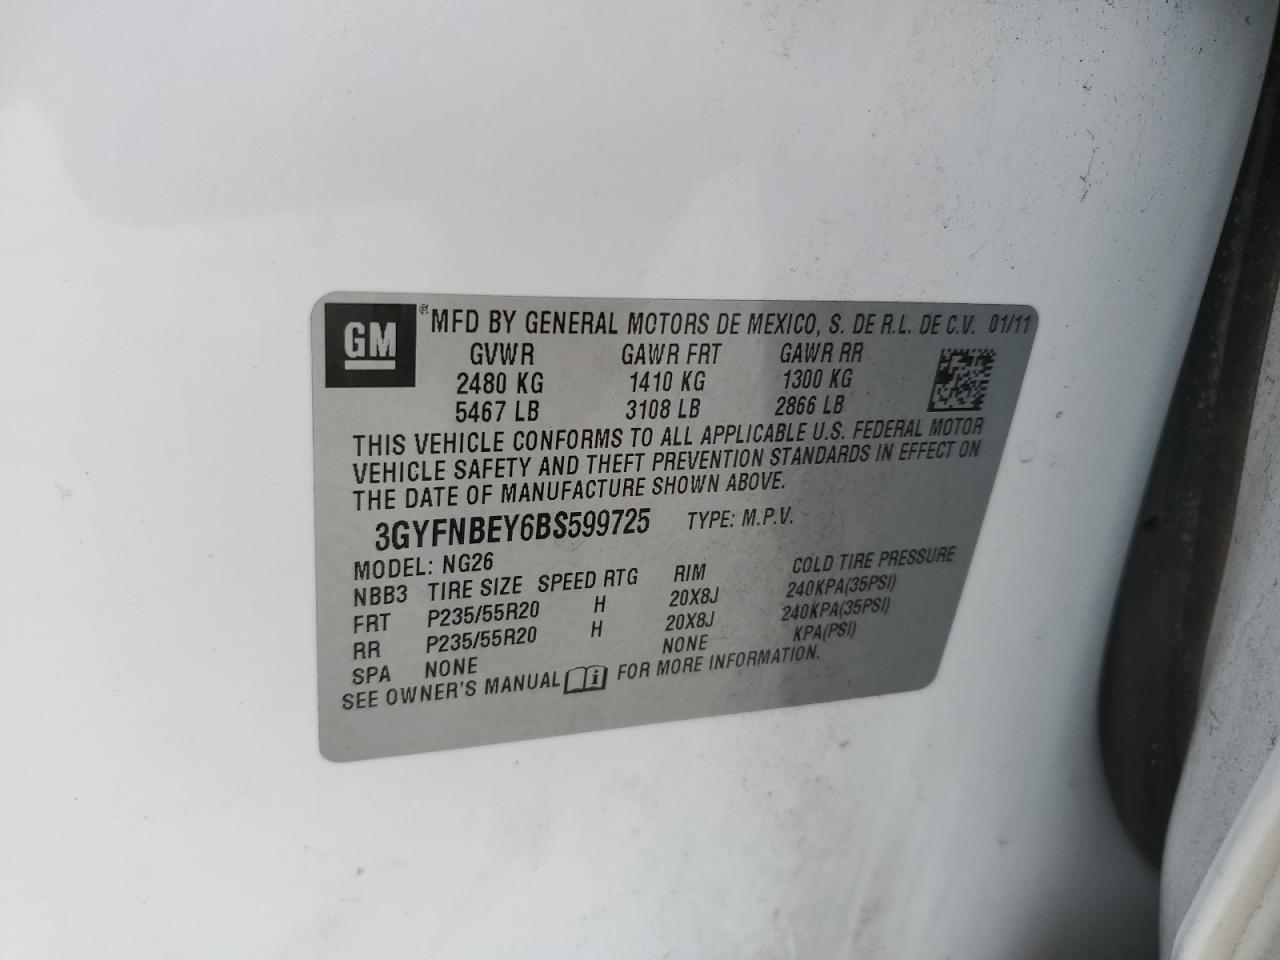 GM ® MFD BY GENERAL MOTORS DE MEXICO, S. DE R.L. DE C.V. 01/11
GVWR GAWR FRT GAWR RR
2480 KG 1410 KG 1300 KG
5467 LB 3108 LB 2866 LB
THIS VEHICLE CONFORMS TO ALL APPLICABLE U.S. FEDERAL MOTOR
VEHICLE SAFETY AND THEFT PREVENTION STANDARDS IN EFFECT ON
THE DATE OF MANUFACTURE SHOWN ABOVE.
3GYFNBEY6BS599725 TYPE: M.P.V.
MODEL: NG26
NBB3 TIRE SIZE SPEED RTG RIM COLD TIRE PRESSURE
FRT P235/55R20 H 20X8J 240KPA(35PSI)
RR P235/55R20 H 20X8J 240KPA(35PSI)
SPA NONE NONE KPA(PSI)
SEE OWNER'S MANUAL i FOR MORE INFORMATION.